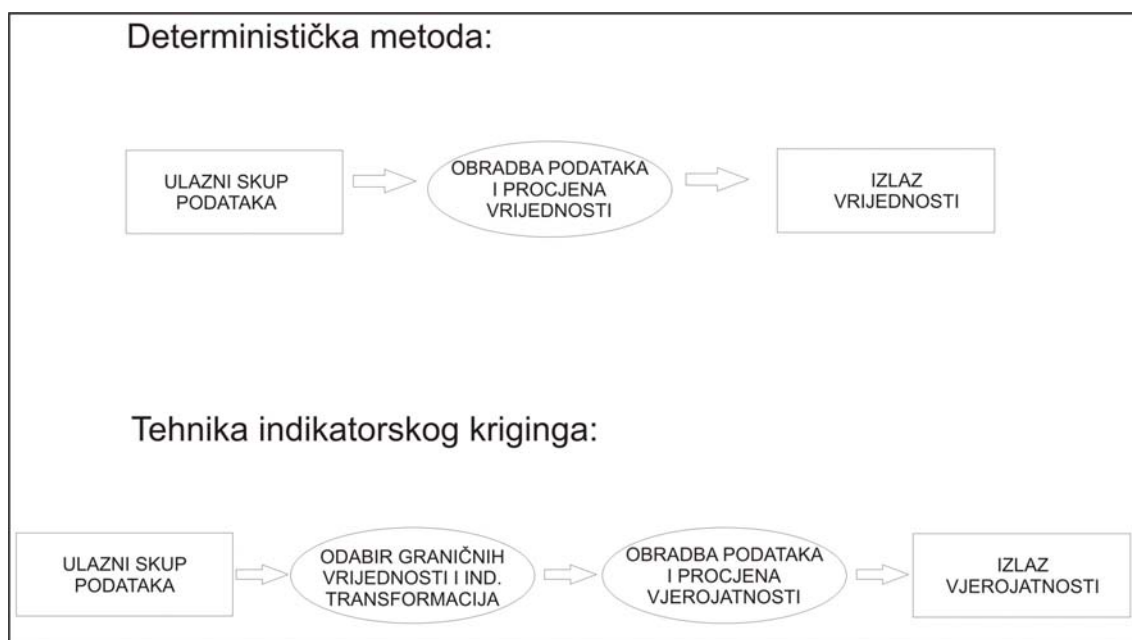 Deterministička metoda:
ULAZNI SKUP
PODATAKA
OBRADBA PODATAKA
I PROCJENA
VRIJEDNOSTI
IZLAZ
VRIJEDNOSTI
Tehnika indikatorskog kriginga:
ULAZNI SKUP
PODATAKA
ODABIR GRANIČNIH
VRIJEDNOSTI I IND.
TRANSFORMACIJA
OBRADBA PODATAKA
I PROCJENA
VJEROJATNOSTI
IZLAZ
VJEROJATNOSTI